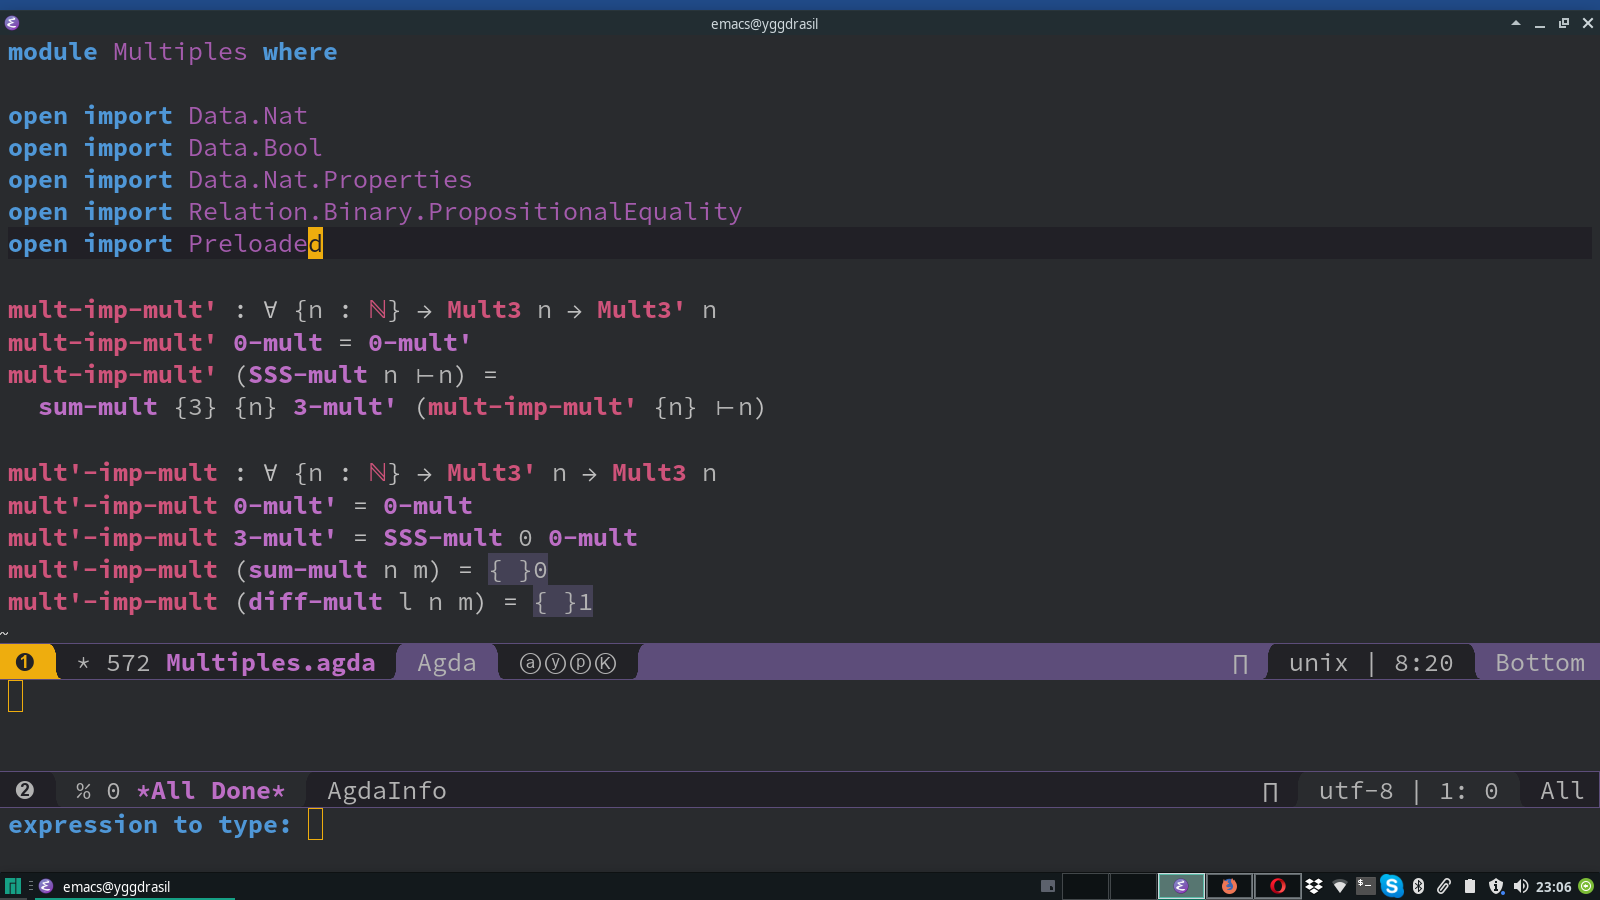 emacs@yggdrasil
module Multiples where
open import Data.Nat
open import Data.Bool
open import Data.Nat.Properties
open import Relation.Binary.PropositionalEquality
open import Preloaded
mult-imp-mult' : ∀ {n : ℕ} → Mult3 n → Mult3' n
mult-imp-mult' 0-mult = 0-mult'
mult-imp-mult' (SSS-mult n ⊢n) =
  sum-mult {3} {n} 3-mult' (mult-imp-mult' {n} ⊢n)
mult'-imp-mult : ∀ {n : ℕ} → Mult3' n → Mult3 n
mult'-imp-mult 0-mult' = 0-mult
mult'-imp-mult 3-mult' = SSS-mult 0 0-mult
mult'-imp-mult (sum-mult n m) = { }0
mult'-imp-mult (diff-mult l n m) = { }1
~
❶ * 572 Multiples.agda Agda ⓐⓨⓟⓀ ∏ unix | 8:20 Bottom
❷ % 0 *All Done* AgdaInfo ∏ utf-8 | 1: 0 All
expression to type:
emacs@yggdrasil 23:06